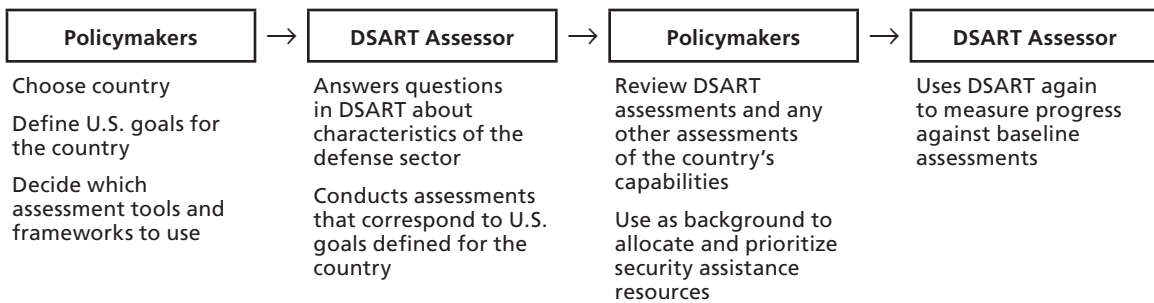 Policymakers
→
DSART Assessor
→
Policymakers
→
DSART Assessor
Choose country
Define U.S. goals for
the country
Decide which
assessment tools and
frameworks to use
Answers questions
in DSART about
characteristics of the
defense sector
Conducts assessments
that correspond to U.S.
goals defined for the
country
Review DSART
assessments and any
other assessments
of the country’s
capabilities
Use as background to
allocate and prioritize
security assistance
resources
Uses DSART again
to measure progress
against baseline
assessments